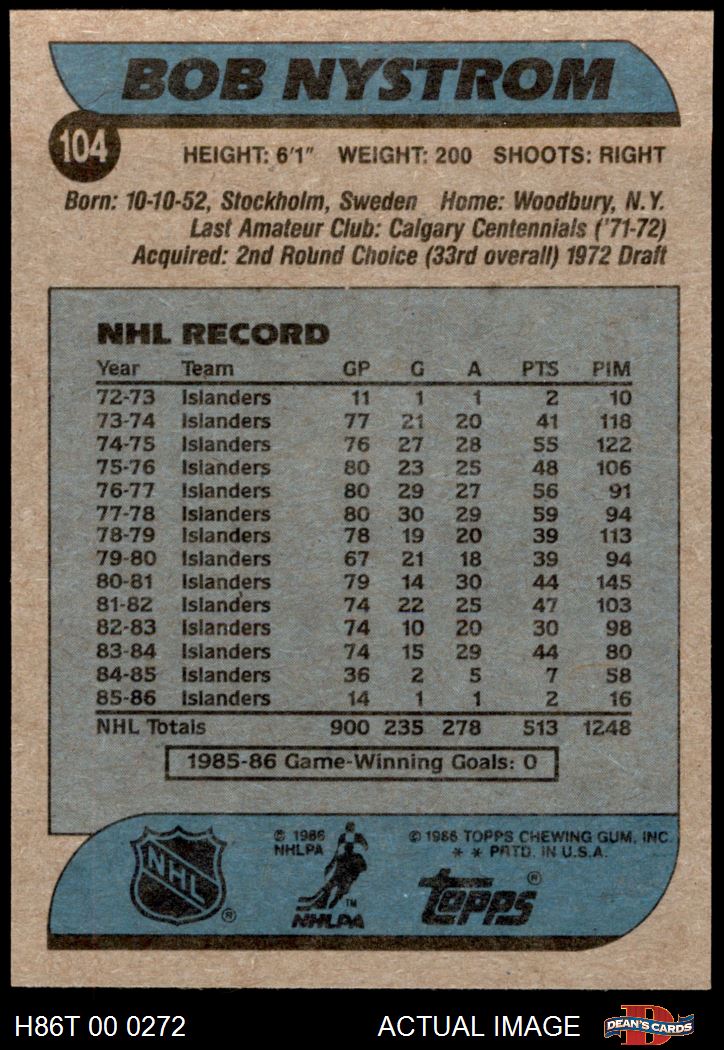 BOB NYSTROM
104
HEIGHT: 6'1" WEIGHT: 200 SHOOTS: RIGHT
Born: 10-10-52, Stockholm, Sweden Home: Woodbury, N.Y.
Last Amateur Club: Calgary Centennials ('71-72)
Acquired: 2nd Round Choice (33rd overall) 1972 Draft
NHL RECORD
Year Team GP G A PTS PIM
72-73 Islanders 11 1 1 2 10
73-74 Islanders 77 21 20 41 118
74-75 Islanders 76 27 28 55 122
75-76 Islanders 80 23 25 48 106
76-77 Islanders 80 29 27 56 91
77-78 Islanders 80 30 29 59 94
78-79 Islanders 78 19 20 39 113
79-80 Islanders 67 21 18 39 94
80-81 Islanders 79 14 30 44 145
81-82 Islanders 74 22 25 47 103
82-83 Islanders 74 10 20 30 98
83-84 Islanders 74 15 29 44 80
84-85 Islanders 36 2 5 7 58
85-86 Islanders 14 1 1 2 16
NHL Totals 900 235 278 513 1248
1985-86 Game-Winning Goals: 0
NHL ®
© 1986
NHLPA
TM
NHLPA
© 1986 TOPPS CHEWING GUM, INC.
* * PRTD. IN U.S.A.
topps ®
H86T 00 0272 ACTUAL IMAGE
D
DEAN'S CARDS